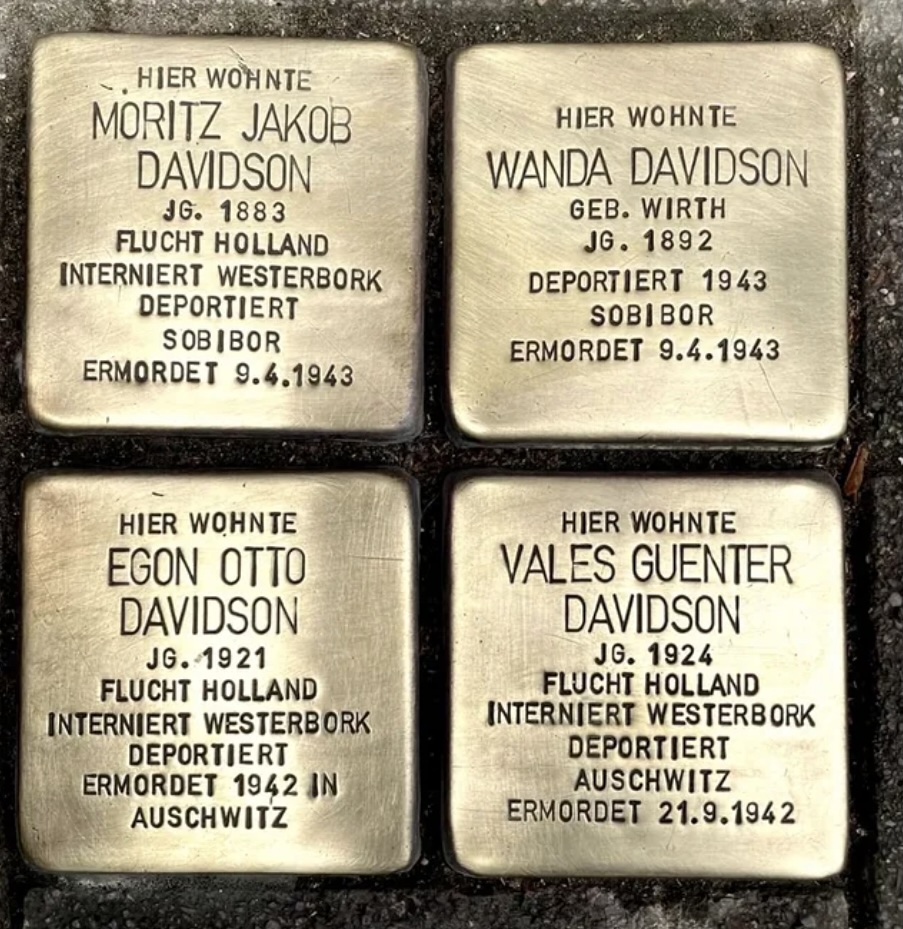 HIER WOHNTE
MORITZ JAKOB
DAVIDSON
JG. 1883
FLUCHT HOLLAND
INTERNIERT WESTERBORK
DEPORTIERT
SOBIBOR
ERMORDET 9.4.1943
HIER WOHNTE
WANDA DAVIDSON
GEB. WIRTH
JG. 1892
DEPORTIERT 1943
SOBIBOR
ERMORDET 9.4.1943
HIER WOHNTE
EGON OTTO
DAVIDSON
JG. 1921
FLUCHT HOLLAND
INTERNIERT WESTERBORK
DEPORTIERT
ERMORDET 1942 IN
AUSCHWITZ
HIER WOHNTE
VALES GUENTER
DAVIDSON
JG. 1924
FLUCHT HOLLAND
INTERNIERT WESTERBORK
DEPORTIERT
AUSCHWITZ
ERMORDET 21.9.1942